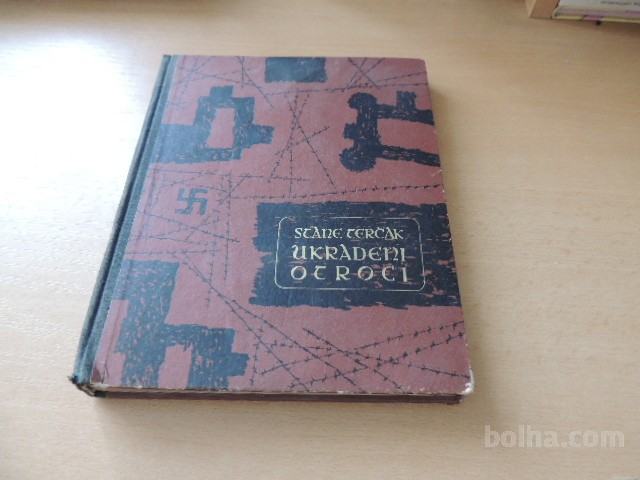 STANE TERČAK
UKRADENI
OTROCI
bolha.com